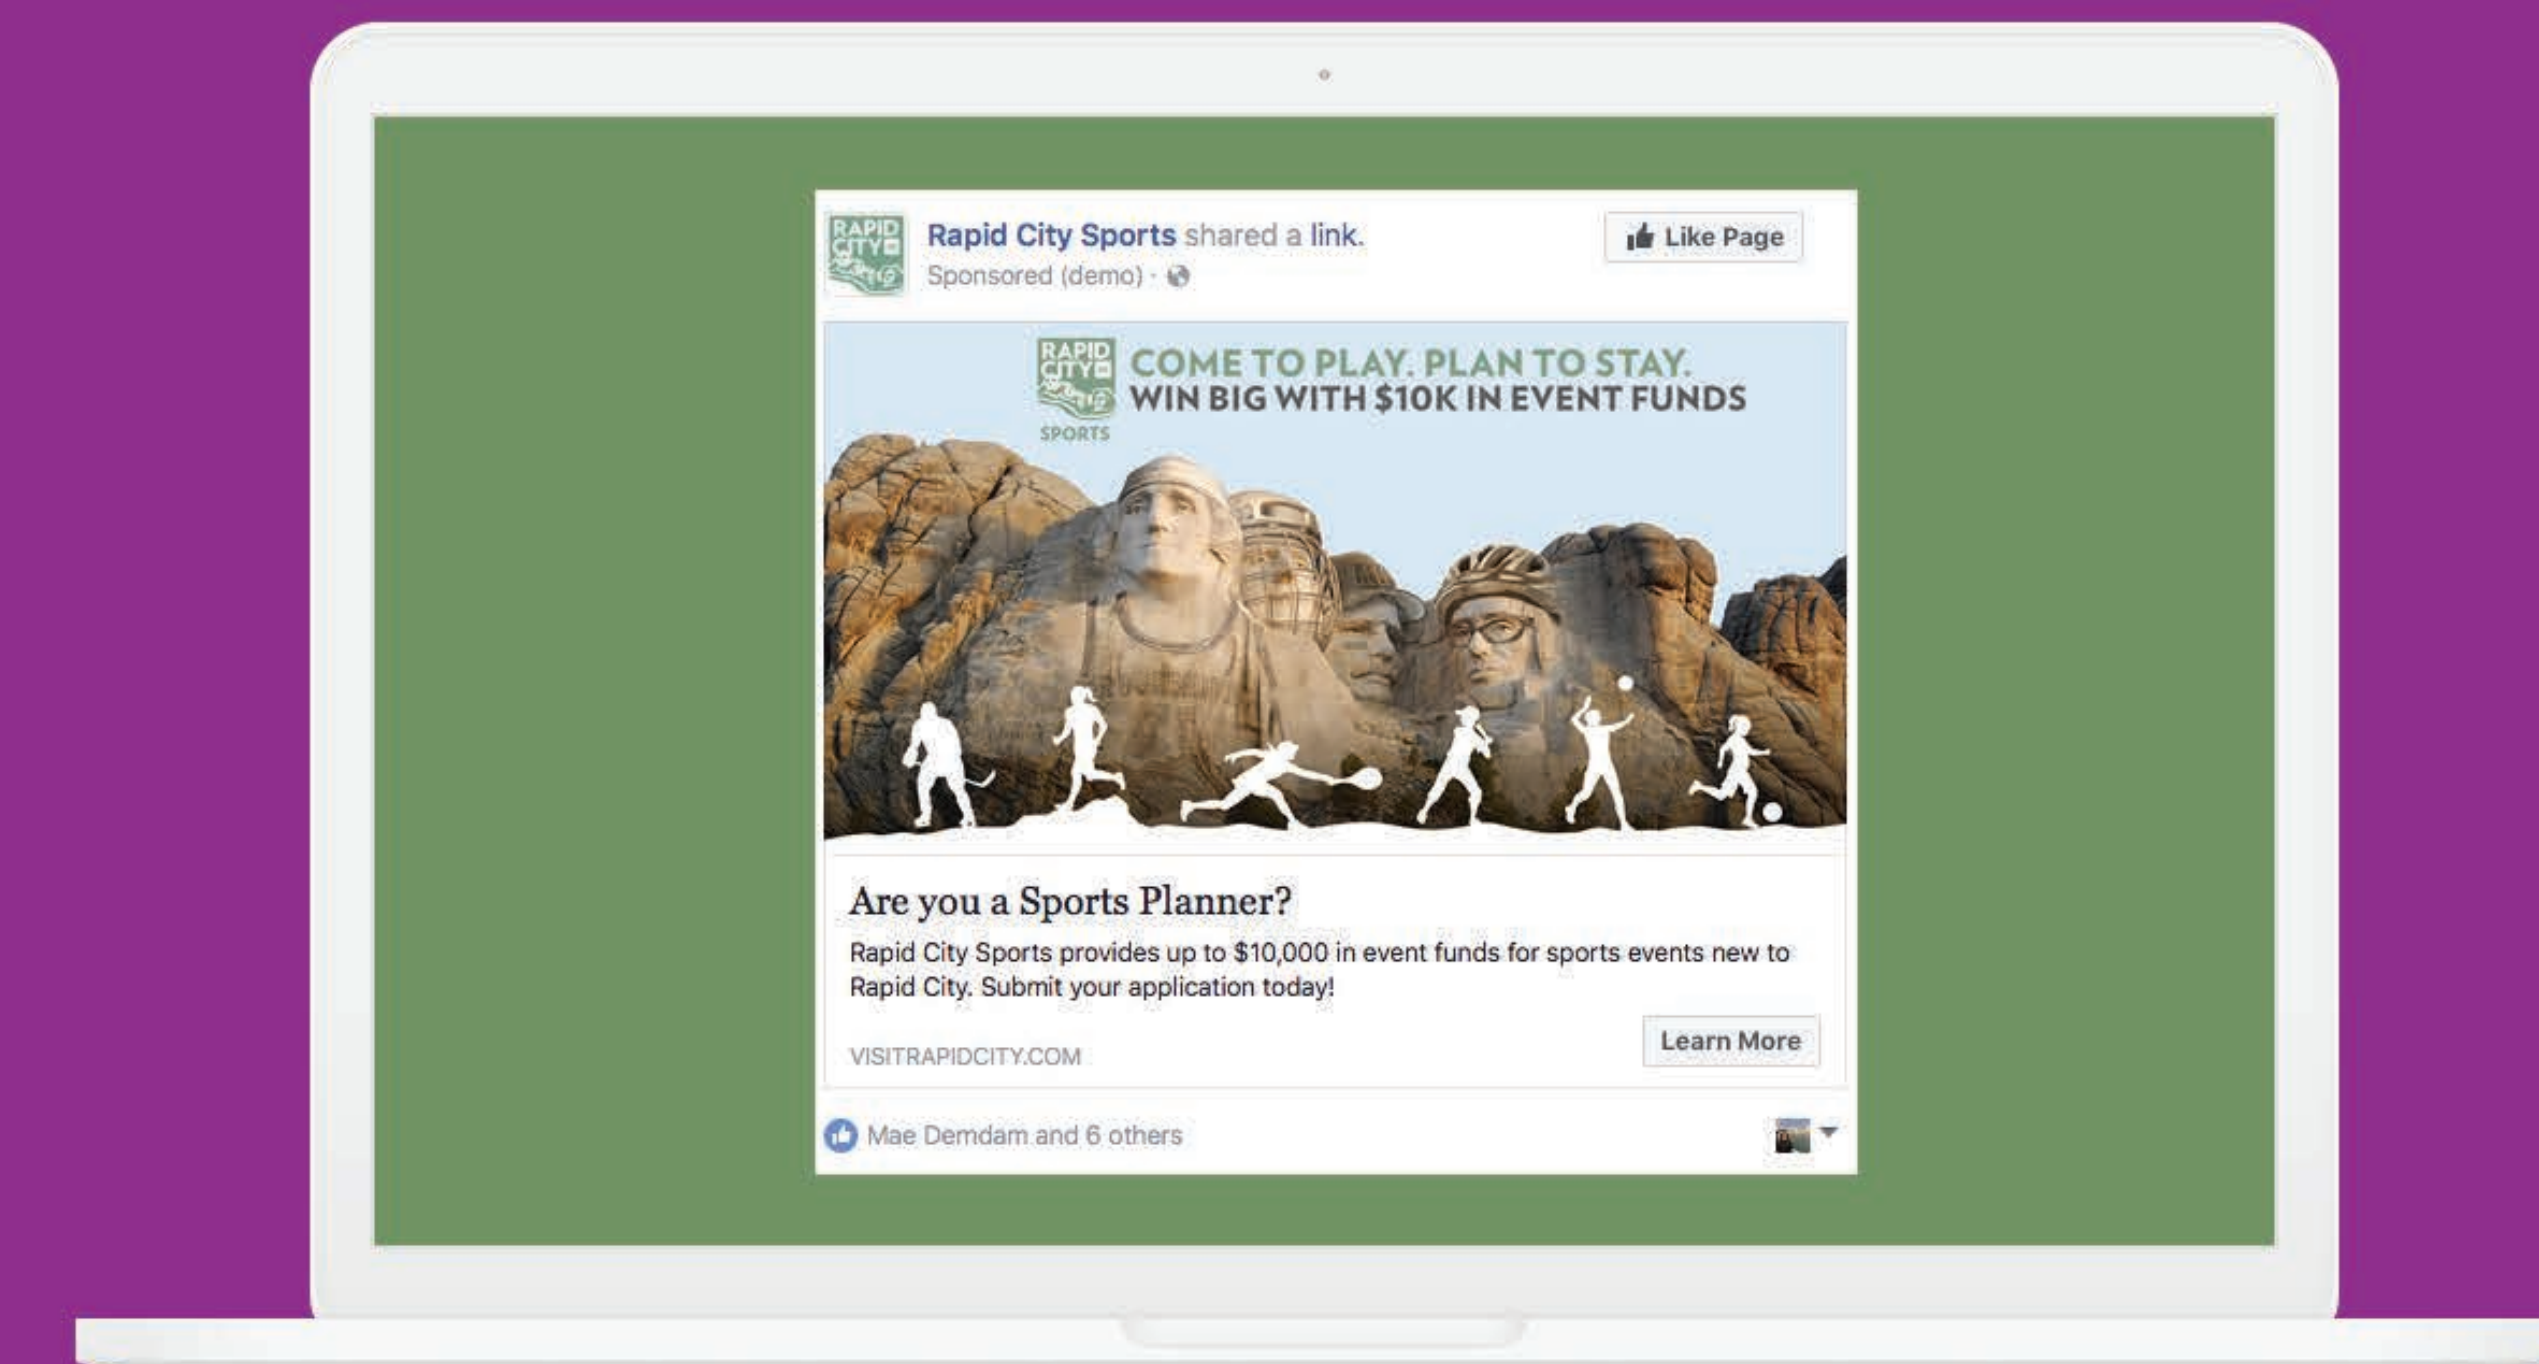 RAPID
CITY
Rapid City Sports shared a link.
Sponsored (demo) ·
Like Page
RAPID
CITY
SPORTS
COME TO PLAY. PLAN TO STAY.
WIN BIG WITH $10K IN EVENT FUNDS
Are you a Sports Planner?
Rapid City Sports provides up to $10,000 in event funds for sports events new to
Rapid City. Submit your application today!
VISITRAPIDCITY.COM
Learn More
Mae Demdam and 6 others